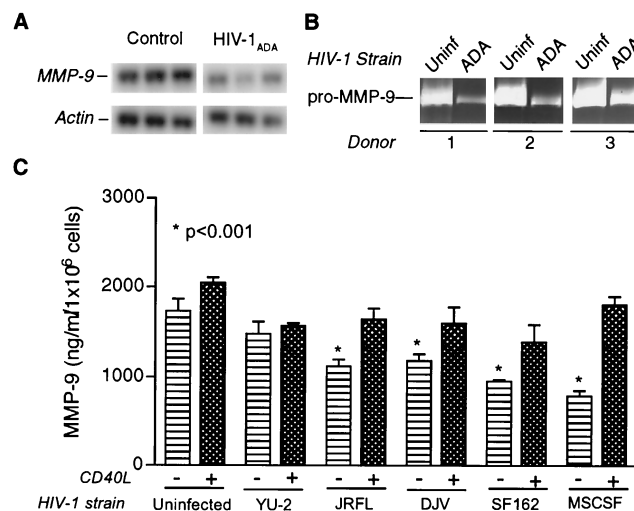 A
Control HIV-1ADA
MMP-9
Actin
B
HIV-1 Strain Uninf ADA Uninf ADA Uninf ADA
pro-MMP-9
Donor 1 2 3
C
3000
* p<0.001
2000
1000
0
MMP-9 (ng/ml/1x10⁶ cells)
* * * *
CD40L - + - + - + - + - + - +
HIV-1 strain Uninfected YU-2 JRFL DJV SF162 MSCSF